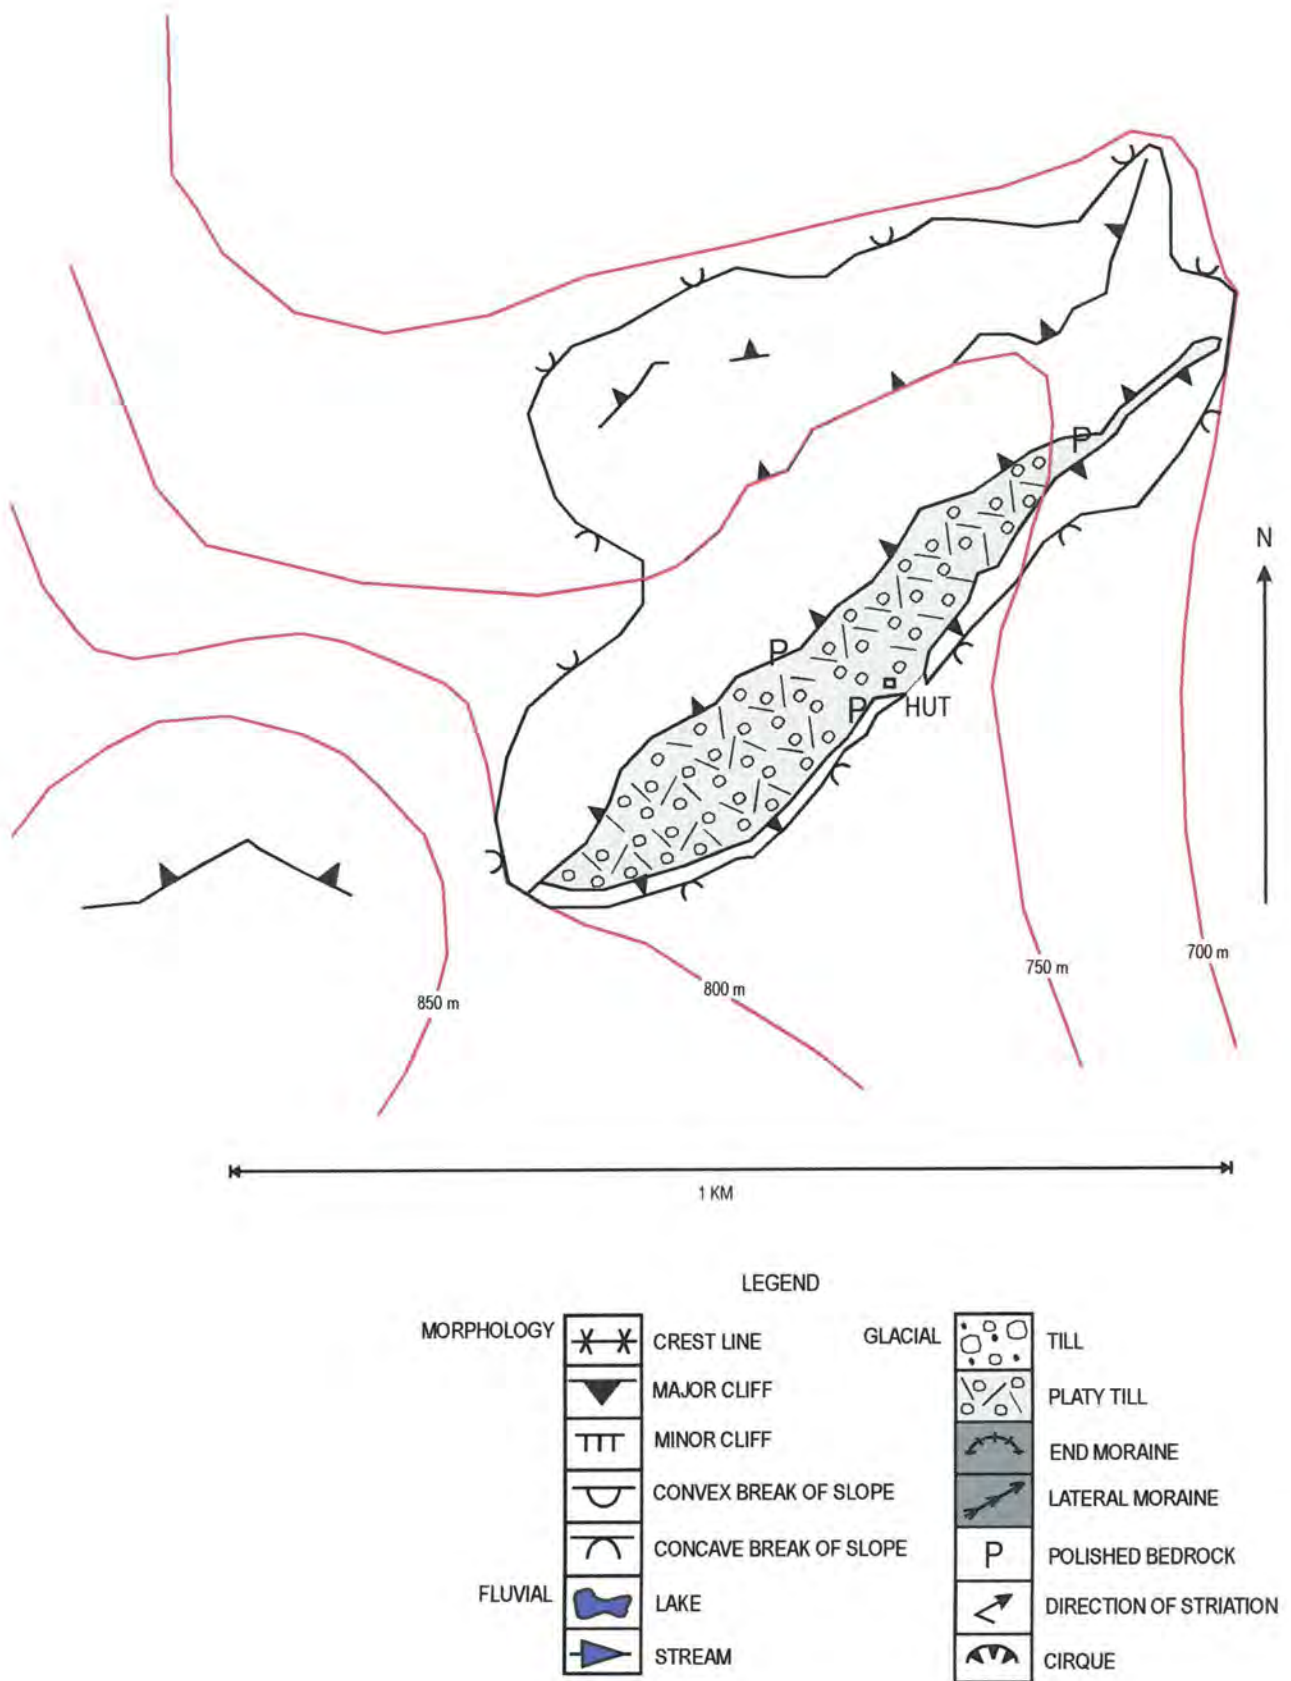 P
P
N
P
HUT
850 m
800 m
750 m
700 m
1 KM
LEGEND
MORPHOLOGY
CREST LINE
MAJOR CLIFF
MINOR CLIFF
CONVEX BREAK OF SLOPE
CONCAVE BREAK OF SLOPE
FLUVIAL
LAKE
STREAM
GLACIAL
TILL
PLATY TILL
END MORAINE
LATERAL MORAINE
P
POLISHED BEDROCK
DIRECTION OF STRIATION
CIRQUE